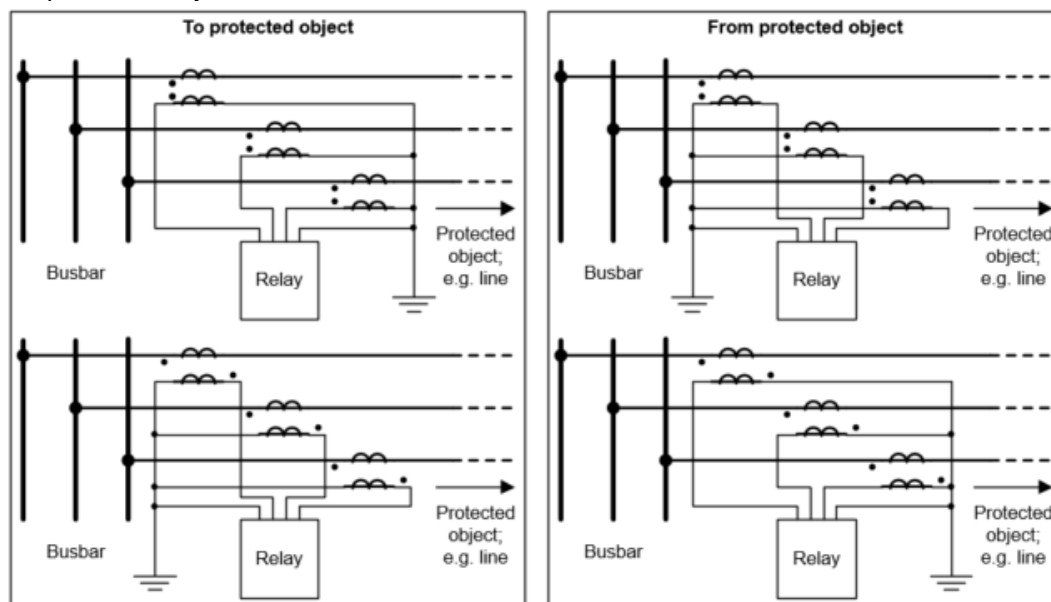 To protected object
Busbar
Relay
Protected
object;
e.g. line
Busbar
Relay
Protected
object;
e.g. line
From protected object
Busbar
Relay
Protected
object;
e.g. line
Busbar
Relay
Protected
object;
e.g. line